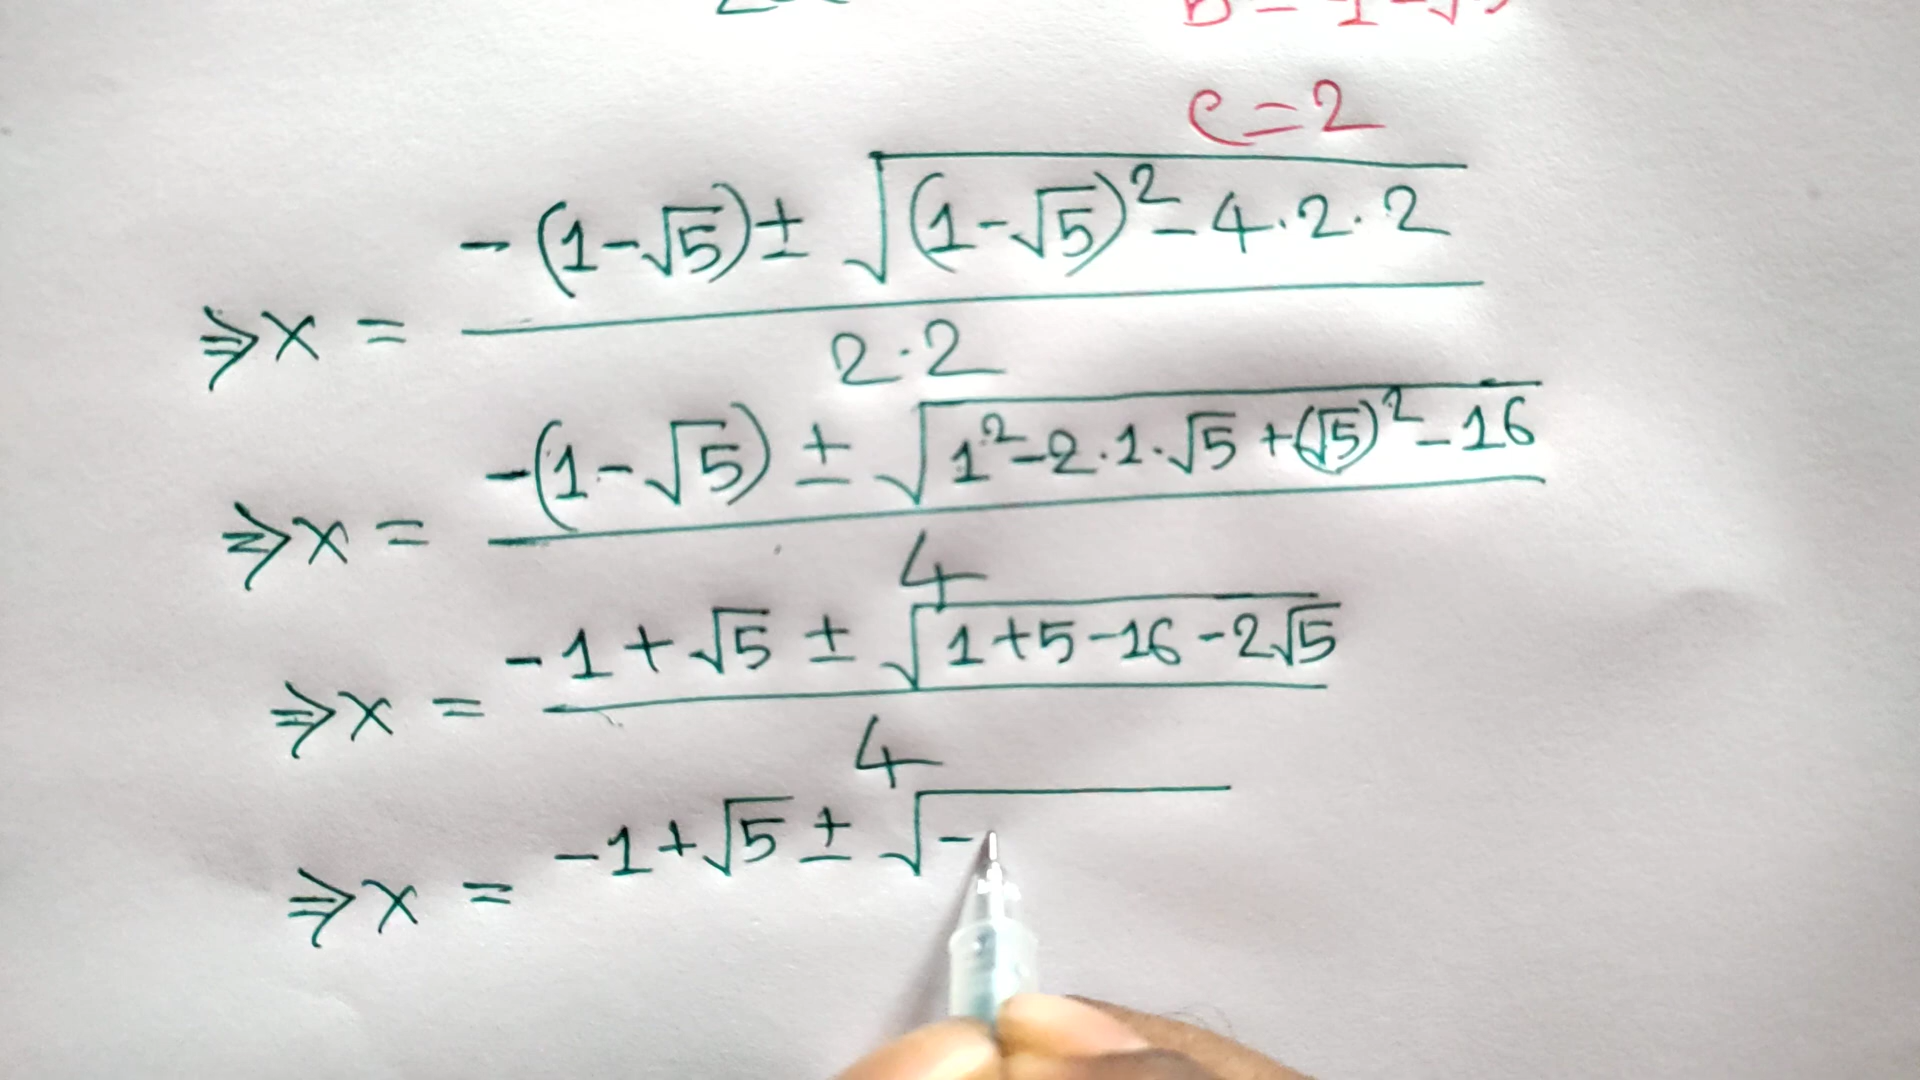 c=2
⇒x = (-(1-√5)± √((1-√5)²-4·2·2))/(2·2)
⇒x = (-(1-√5) ± √(1²-2·1·√5+(√5)²-16))/4
⇒x = (-1+√5 ± √(1+5-16-2√5))/4
⇒x = -1+√5 ± √-